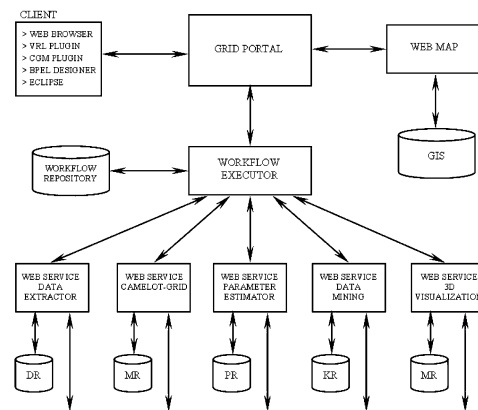 CLIENT
> WEB BROWSER
> VRL PLUGIN
> CGM PLUGIN
> BPEL DESIGNER
> ECLIPSE
GRID PORTAL
WEB MAP
GIS
WORKFLOW
REPOSITORY
WORKFLOW
EXECUTOR
WEB SERVICE
DATA
EXTRACTOR
WEB SERVICE
CAMELOT-GRID
WEB SERVICE
PARAMETER
ESTIMATOR
WEB SERVICE
DATA
MINING
WEB SERVICE
3D
VISUALIZATION
DR
MR
PR
KR
MR